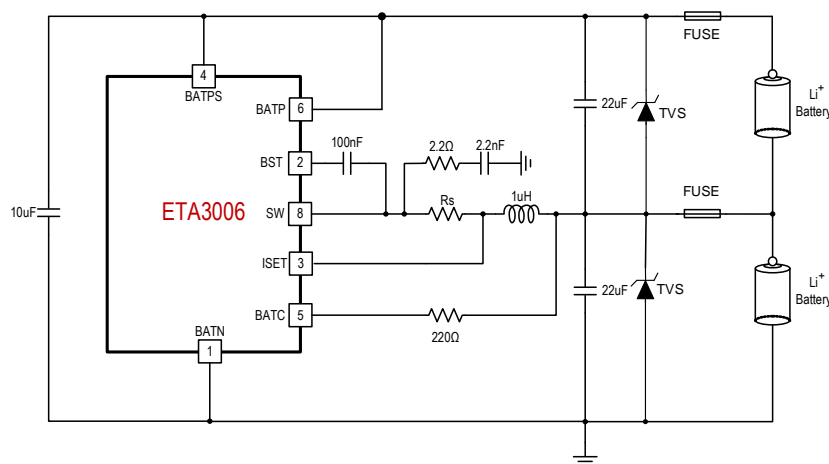 FUSE
4
BATPS
BATP 6
22uF
TVS
Li+
Battery
100nF
2.2Ω
2.2nF
BST 2
FUSE
10uF
ETA3006
SW 8
Rs
1uH
ISET 3
22uF
TVS
Li+
Battery
BATC 5
220Ω
BATN
1